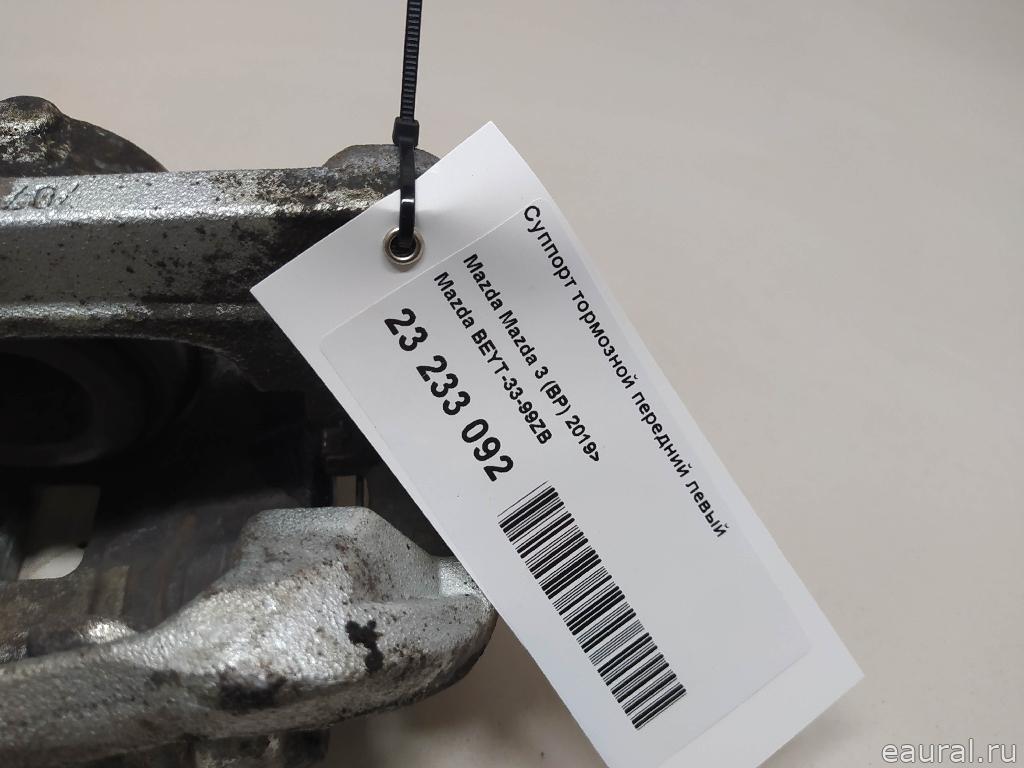 Суппорт тормозной передний левый
Mazda Mazda 3 (BP) 2019>
Mazda BEYT-33-99ZB
23 233 092
eaural.ru